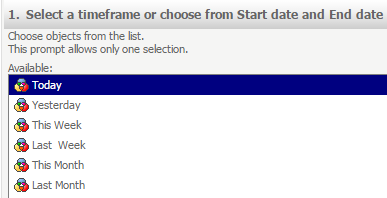 1. Select a timeframe or choose from Start date and End date
Choose objects from the list.
This prompt allows only one selection.
Available:
Today
Yesterday
This Week
Last  Week
This Month
Last Month